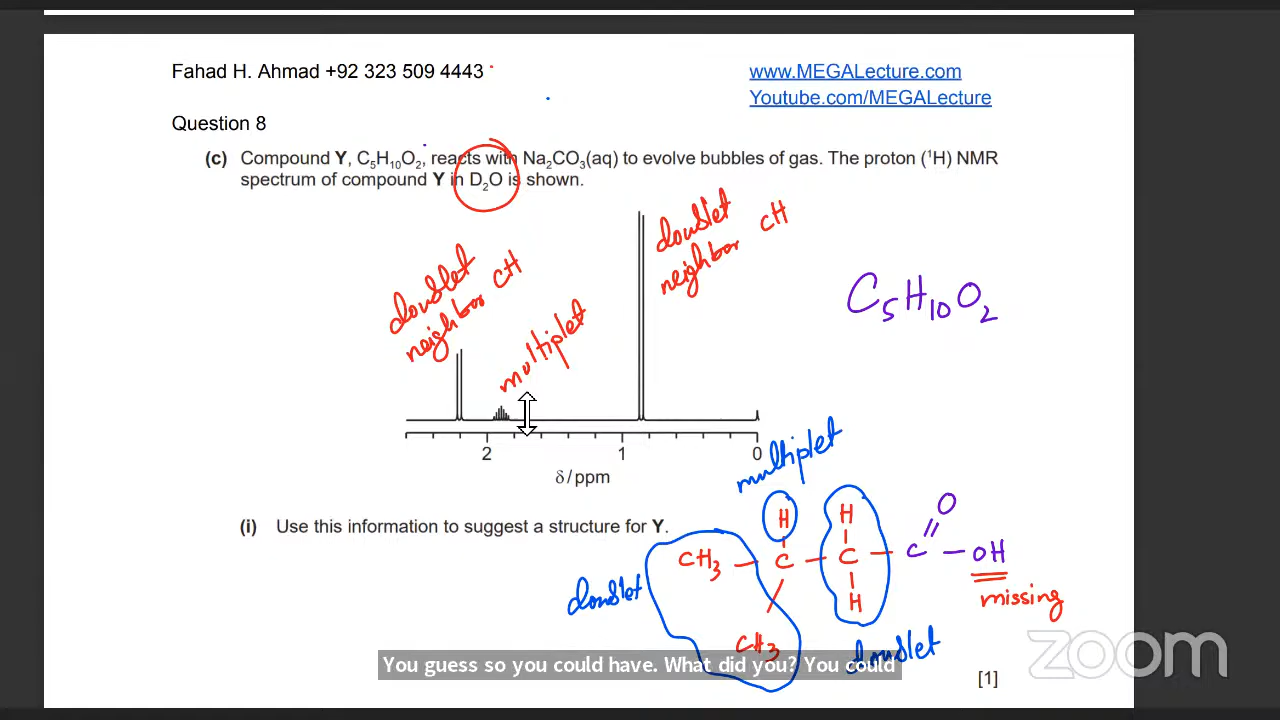 Fahad H. Ahmad +92 323 509 4443
www.MEGALecture.com
Youtube.com/MEGALecture
Question 8
(c) Compound Y, C₅H₁₀O₂, reacts with Na₂CO₃(aq) to evolve bubbles of gas. The proton (¹H) NMR
spectrum of compound Y in D₂O is shown.
doublet
neighbor CH
multiplet
doublet
neighbor CH
C₅H₁₀O₂
2 1 0
δ/ppm
multiplet
(i) Use this information to suggest a structure for Y.
H H O
CH₃ – C – C – C – OH
H
CH₃
doublet
missing
doublet
You guess so you could have. What did you? You could
[1]
zoom